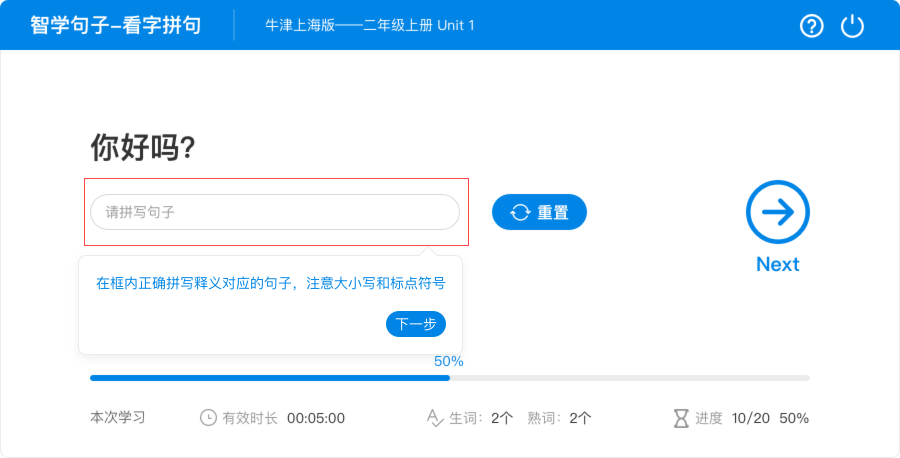 智学句子-看字拼句
牛津上海版——二年级上册 Unit 1
你好吗?
请拼写句子
重置
Next
在框内正确拼写释义对应的句子，注意大小写和标点符号
下一步
50%
本次学习 有效时长 00:05:00 生词：2个 熟词：2个 进度 10/20 50%